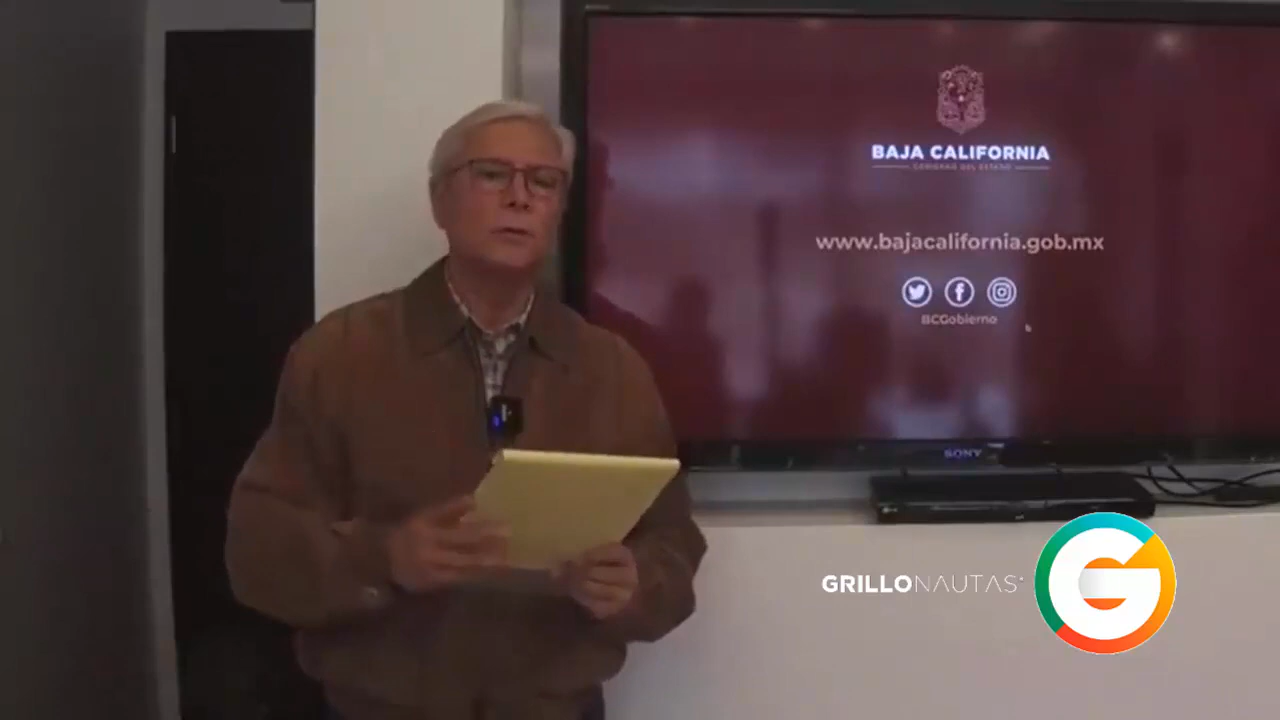 BAJA CALIFORNIA
GOBIERNO DEL ESTADO
www.bajacalifornia.gob.mx
BCGobierno
SONY
GRILLONAUTAS
G